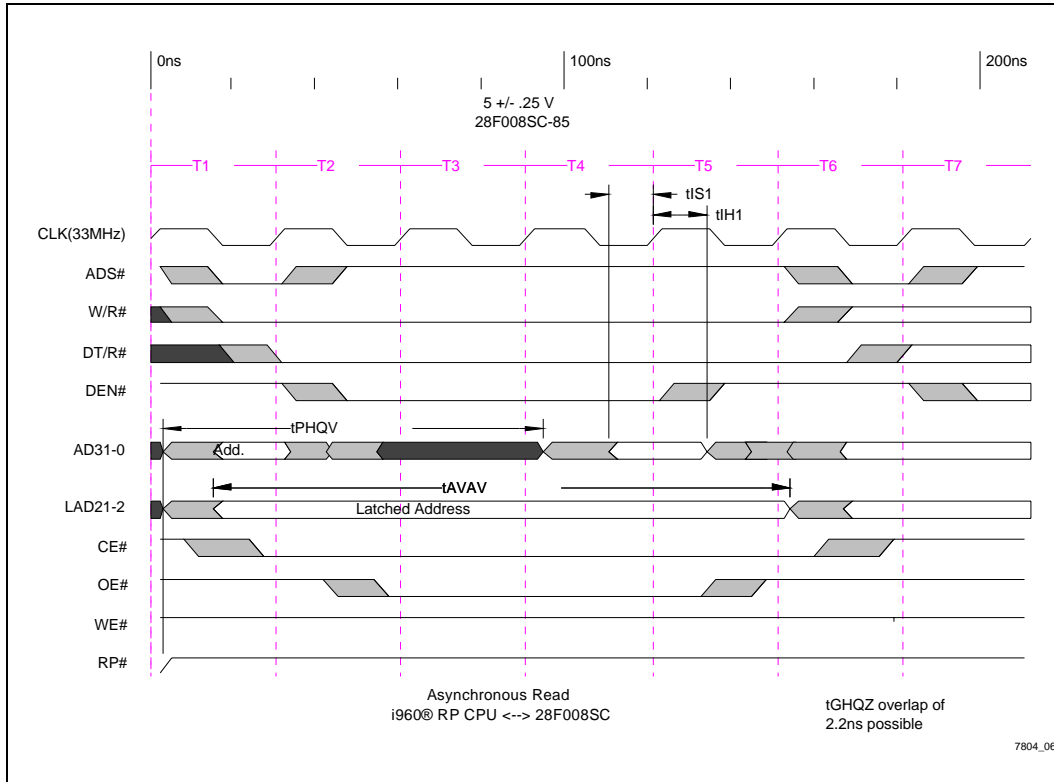 0ns 100ns 200ns
5 +/- .25 V
28F008SC-85
T1 T2 T3 T4 T5 T6 T7
tIS1
tIH1
CLK(33MHz)
ADS#
W/R#
DT/R#
DEN#
tPHQV
AD31-0 Add.
tAVAV
LAD21-2 Latched Address
CE#
OE#
WE#
RP#
Asynchronous Read
i960® RP CPU <--> 28F008SC
tGHQZ overlap of
2.2ns possible
7804_06